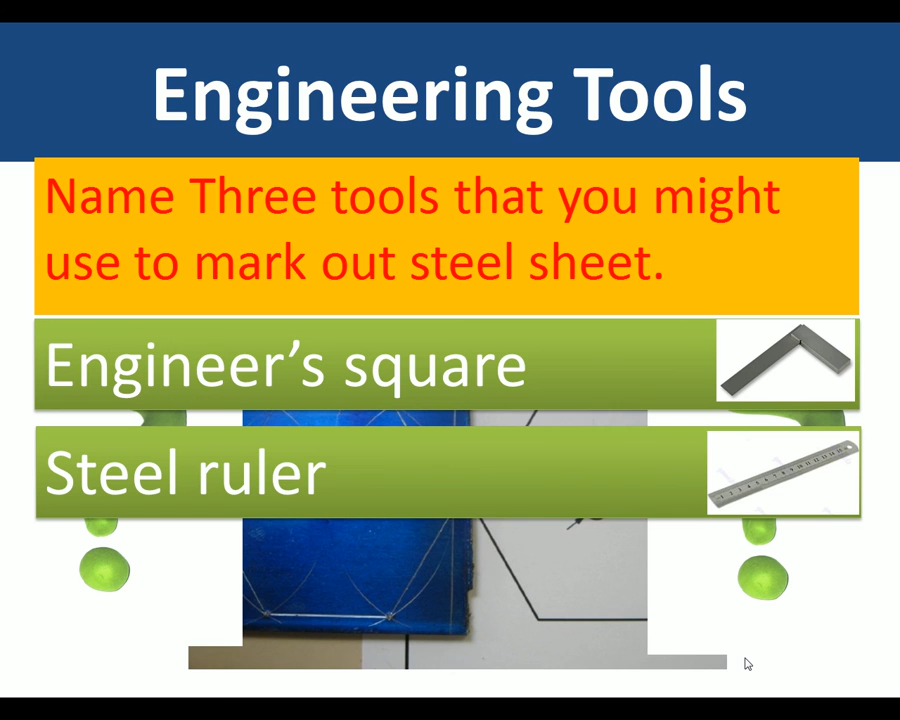 Engineering Tools
Name Three tools that you might
use to mark out steel sheet.
Engineer’s square
Steel ruler